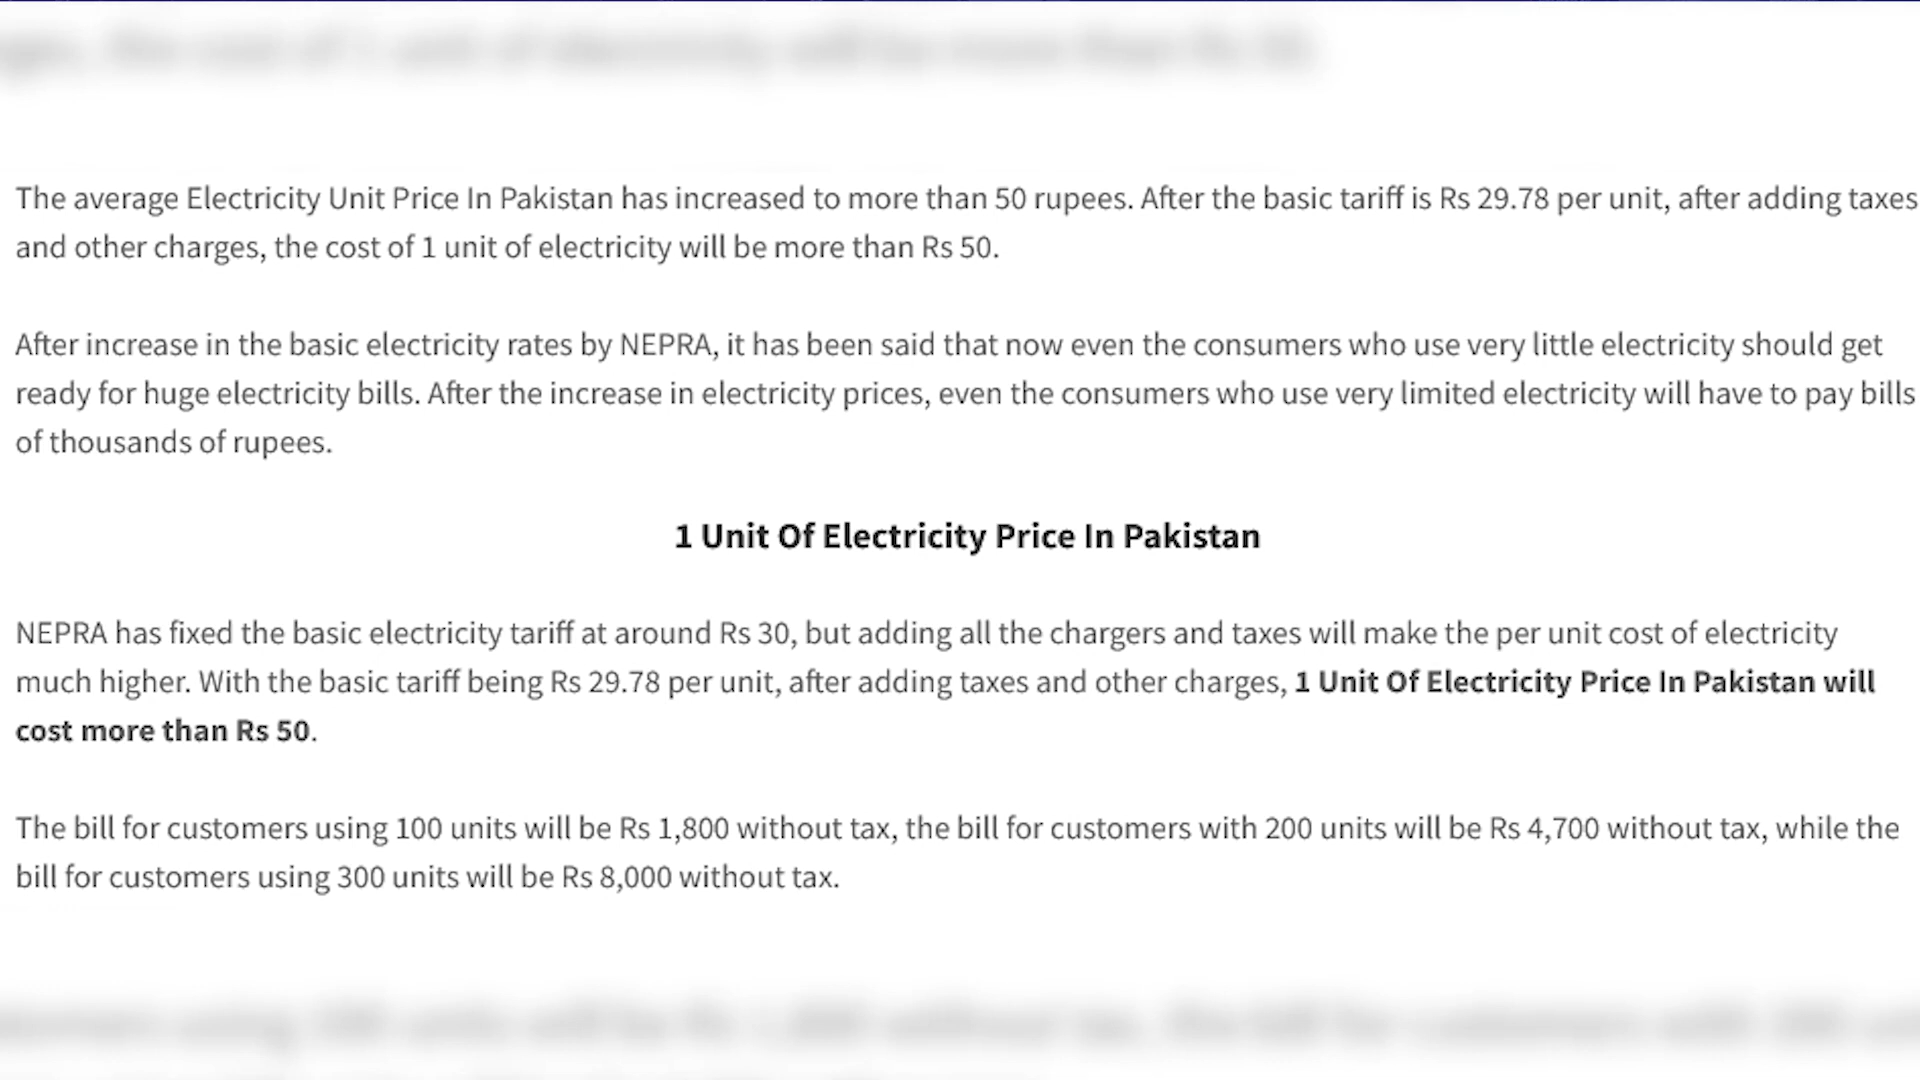 The average Electricity Unit Price In Pakistan has increased to more than 50 rupees. After the basic tariff is Rs 29.78 per unit, after adding taxes
and other charges, the cost of 1 unit of electricity will be more than Rs 50.
After increase in the basic electricity rates by NEPRA, it has been said that now even the consumers who use very little electricity should get
ready for huge electricity bills. After the increase in electricity prices, even the consumers who use very limited electricity will have to pay bills
of thousands of rupees.
1 Unit Of Electricity Price In Pakistan
NEPRA has fixed the basic electricity tariff at around Rs 30, but adding all the chargers and taxes will make the per unit cost of electricity
much higher. With the basic tariff being Rs 29.78 per unit, after adding taxes and other charges, 1 Unit Of Electricity Price In Pakistan will
cost more than Rs 50.
The bill for customers using 100 units will be Rs 1,800 without tax, the bill for customers with 200 units will be Rs 4,700 without tax, while the
bill for customers using 300 units will be Rs 8,000 without tax.